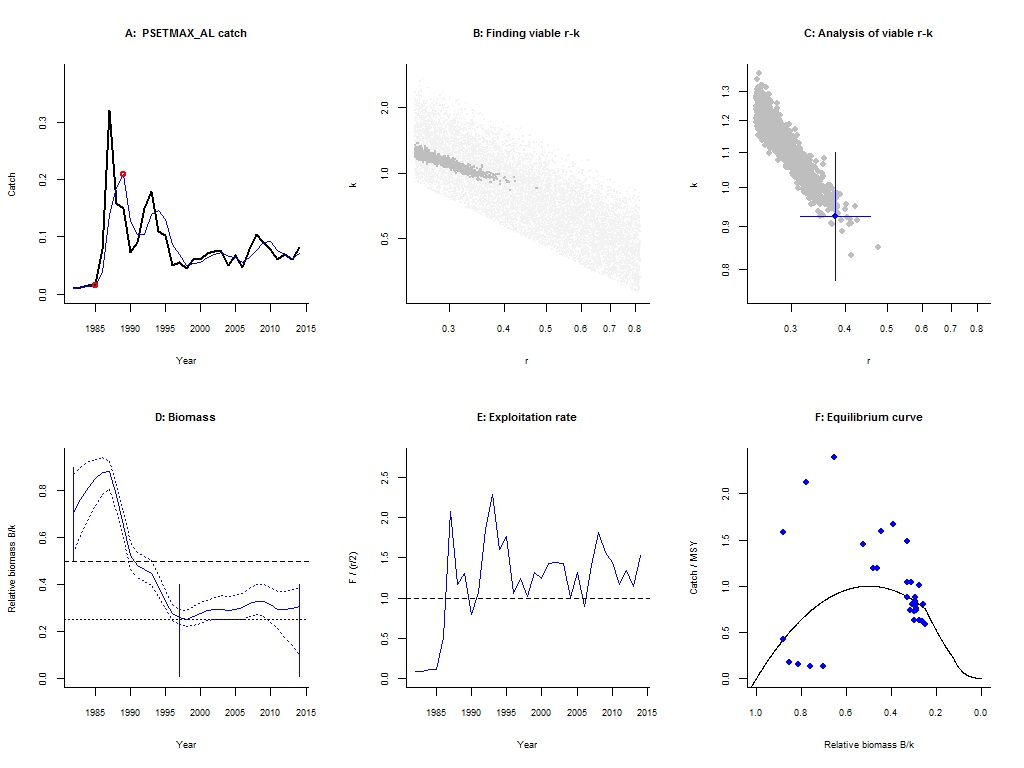 A: PSETMAX_AL catch
Catch
0.0 0.1 0.2 0.3
1985 1990 1995 2000 2005 2010 2015
Year
B: Finding viable r-k
k
0.5 1.0 2.0
0.3 0.4 0.5 0.6 0.7 0.8
r
C: Analysis of viable r-k
k
0.8 0.9 1.0 1.1 1.2 1.3
0.3 0.4 0.5 0.6 0.7 0.8
r
D: Biomass
Relative biomass B/k
0.0 0.2 0.4 0.6 0.8
1985 1990 1995 2000 2005 2010 2015
Year
E: Exploitation rate
F / (r/2)
0.0 0.5 1.0 1.5 2.0 2.5
1985 1990 1995 2000 2005 2010 2015
Year
F: Equilibrium curve
Catch / MSY
0.0 0.5 1.0 1.5 2.0
1.0 0.8 0.6 0.4 0.2 0.0
Relative biomass B/k